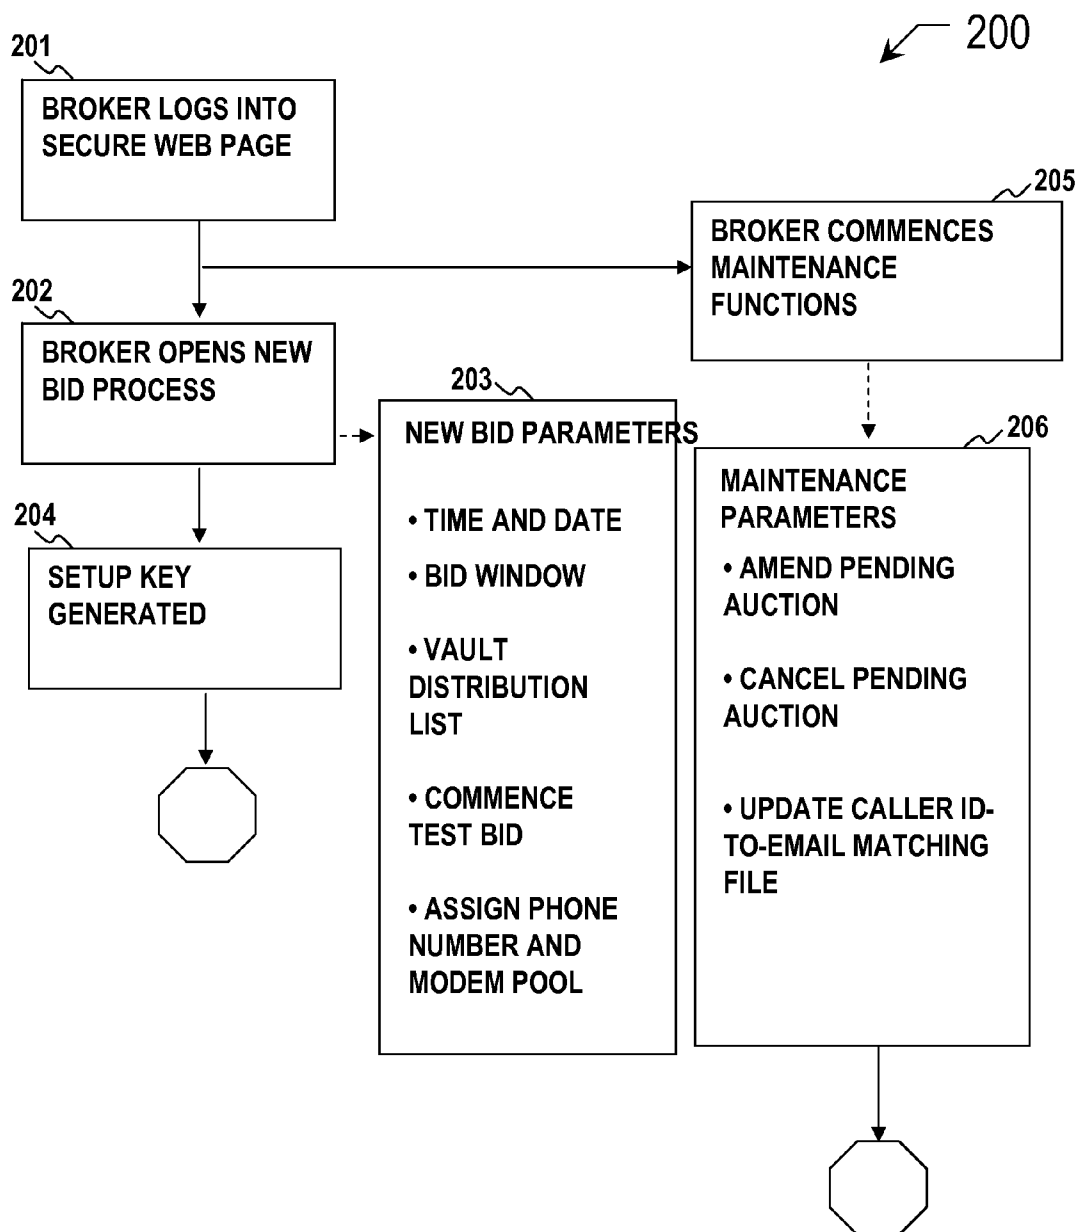 200
201
BROKER LOGS INTO
SECURE WEB PAGE
205
BROKER COMMENCES
MAINTENANCE
FUNCTIONS
202
BROKER OPENS NEW
BID PROCESS
203
NEW BID PARAMETERS
• TIME AND DATE
• BID WINDOW
• VAULT
DISTRIBUTION
LIST
• COMMENCE
TEST BID
• ASSIGN PHONE
NUMBER AND
MODEM POOL
204
SETUP KEY
GENERATED
206
MAINTENANCE
PARAMETERS
• AMEND PENDING
AUCTION
• CANCEL PENDING
AUCTION
• UPDATE CALLER ID-
TO-EMAIL MATCHING
FILE